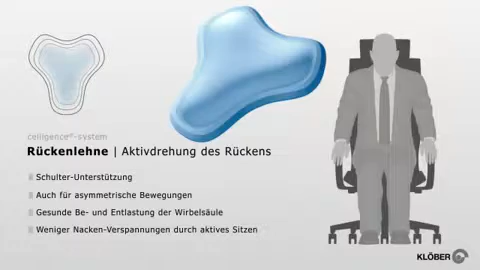 celligence®-system
Rückenlehne | Aktivdrehung des Rückens
Schulter-Unterstützung
Auch für asymmetrische Bewegungen
Gesunde Be- und Entlastung der Wirbelsäule
Weniger Nacken-Verspannungen durch aktives Sitzen
KLÖBER